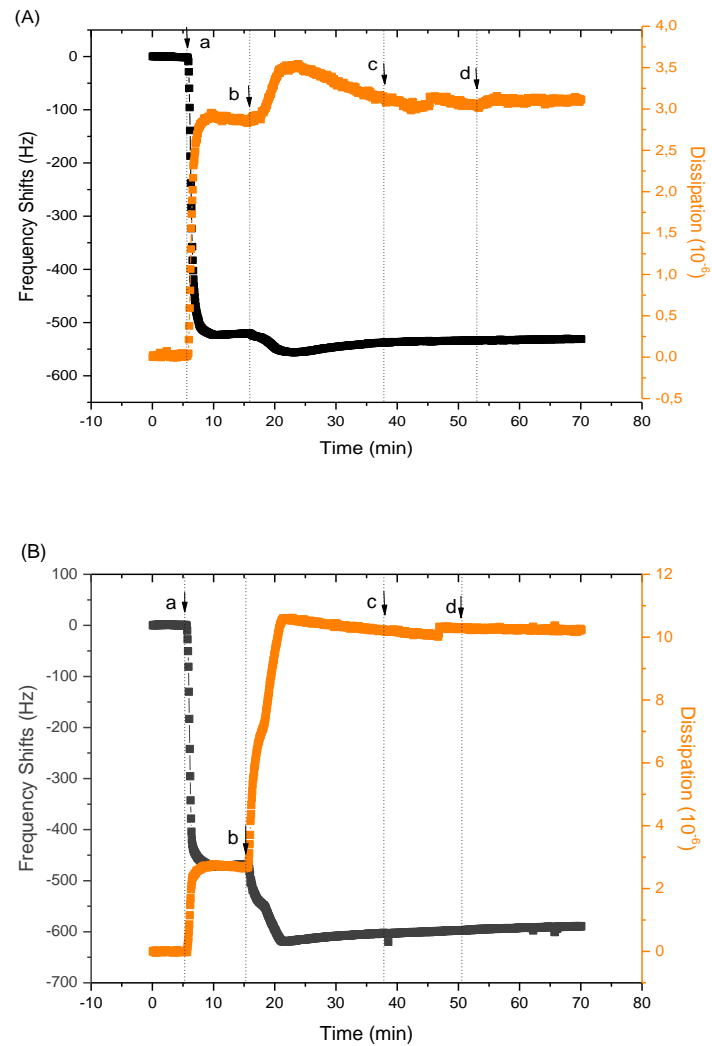 (A)
a
b
c
d
0
-100
-200
-300
-400
-500
-600
Frequency Shifts (Hz)
4,0
3,5
3,0
2,5
2,0
1,5
1,0
0,5
0,0
-0,5
Dissipation (10-6)
-10 0 10 20 30 40 50 60 70 80
Time (min)
(B)
a
b
c
d
100
0
-100
-200
-300
-400
-500
-600
-700
Frequency Shifts (Hz)
12
10
8
6
4
2
0
Dissipation (10-6)
-10 0 10 20 30 40 50 60 70 80
Time (min)